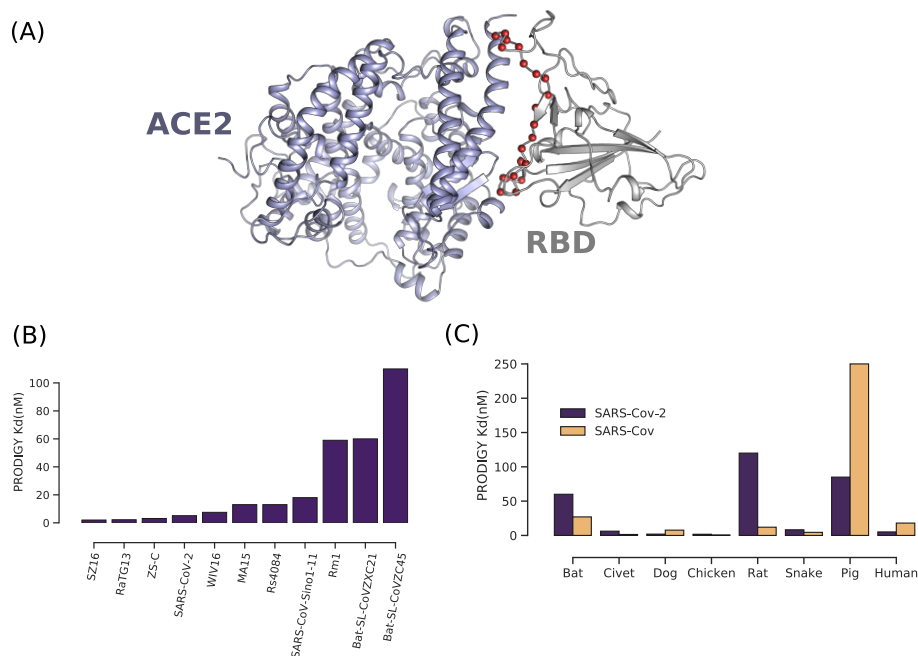 (A)
ACE2
RBD
(B)
PRODIGY Kd(nM)
100
80
60
40
20
0
SZ16
RaTG13
ZS-C
SARS-CoV-2
WIV16
MA15
Rs4084
SARS-CoV-Sino1-11
Rm1
Bat-SL-CoVZXC21
Bat-SL-CoVZC45
(C)
PRODIGY Kd(nM)
250
200
150
100
50
0
SARS-Cov-2
SARS-Cov
Bat Civet Dog Chicken Rat Snake Pig Human